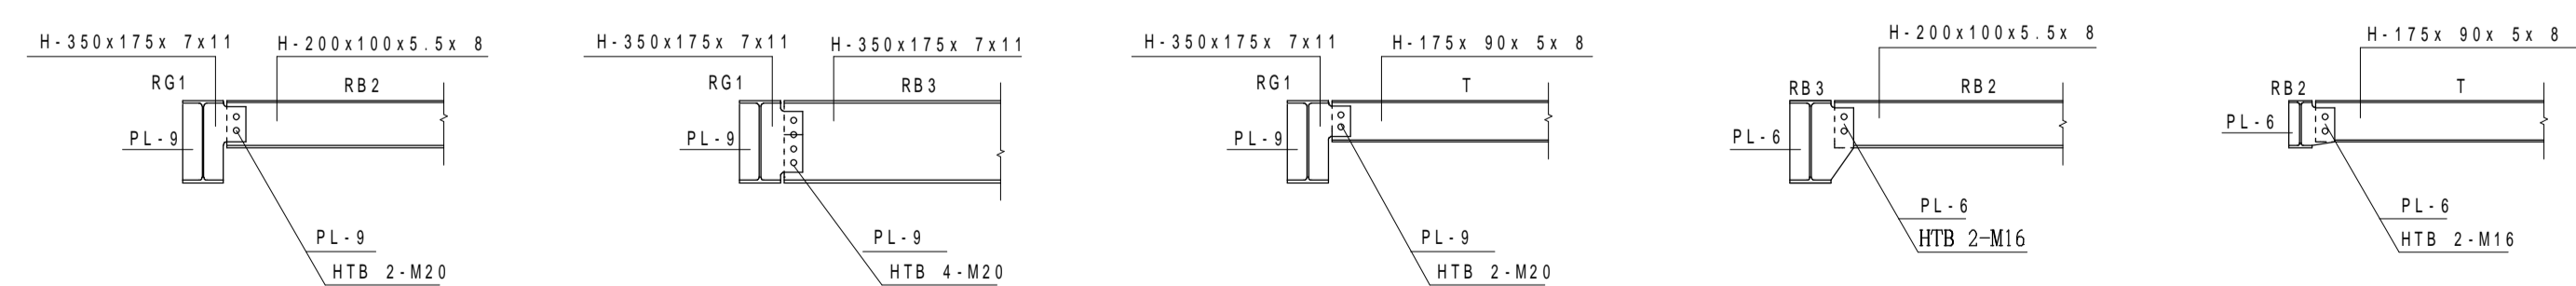 H-350x175x 7x11
H-200x100x5.5x 8
RG1
RB2
PL-9
PL-9
HTB 2-M20
H-350x175x 7x11
H-350x175x 7x11
RG1
RB3
PL-9
PL-9
HTB 4-M20
H-350x175x 7x11
H-175x 90x 5x 8
RG1
T
PL-9
PL-9
HTB 2-M20
H-200x100x5.5x 8
RB3
RB2
PL-6
PL-6
HTB 2-M16
H-175x 90x 5x 8
RB2
T
PL-6
PL-6
HTB 2-M16